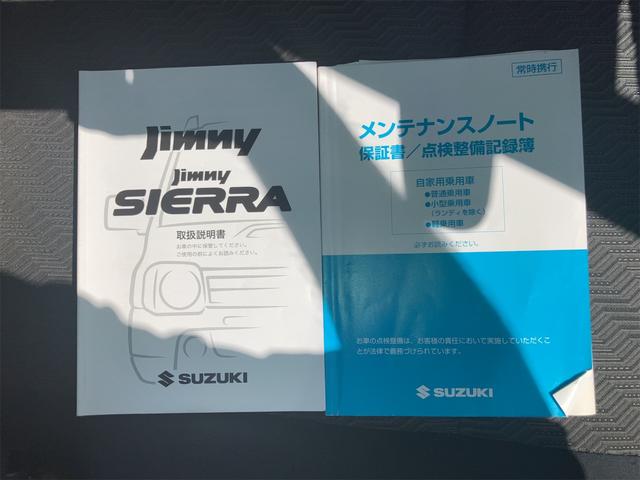 Jimny
Jimny
SIERRA
取扱説明書
お車の中に保管してください。
ご使用の前によくお読みください。
SUZUKI
常時携行
メンテナンスノート
保証書/点検整備記録簿
自家用乗用車
●普通乗用車
●小型乗用車
(ランディを除く)
●軽乗用車
必ずお読みください。
お車の点検整備は、お客様の責任において実施していただくこ
とが法律で義務づけられています。
SUZUKI